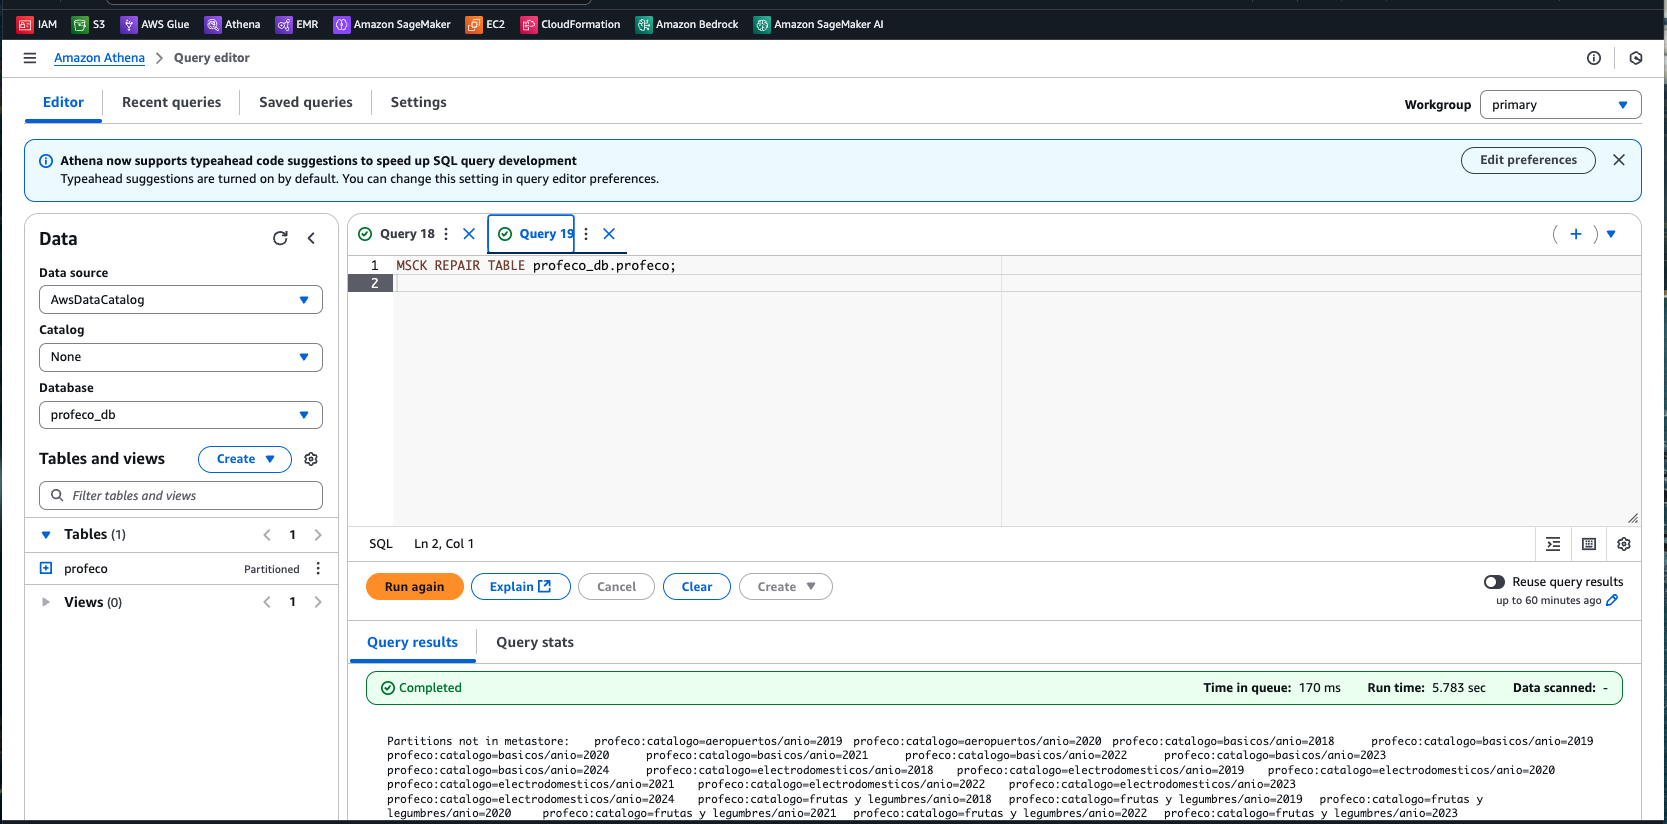 IAM S3 AWS Glue Athena EMR Amazon SageMaker EC2 CloudFormation Amazon Bedrock Amazon SageMaker AI
Amazon Athena Query editor
Editor Recent queries Saved queries Settings Workgroup primary
Athena now supports typeahead code suggestions to speed up SQL query development
Typeahead suggestions are turned on by default. You can change this setting in query editor preferences.
Edit preferences
Data
Data source
AwsDataCatalog
Catalog
None
Database
profeco_db
Tables and views Create
Filter tables and views
Tables (1) 1
profeco Partitioned
Views (0) 1
Query 18 Query 19
1 MSCK REPAIR TABLE profeco_db.profeco;
2
SQL Ln 2, Col 1
Run again Explain Cancel Clear Create
Reuse query results
up to 60 minutes ago
Query results Query stats
Completed Time in queue: 170 ms Run time: 5.783 sec Data scanned: -
Partitions not in metastore: profeco:catalogo=aeropuertos/anio=2019 profeco:catalogo=aeropuertos/anio=2020 profeco:catalogo=basicos/anio=2018 profeco:catalogo=basicos/anio=2019
profeco:catalogo=basicos/anio=2020 profeco:catalogo=basicos/anio=2021 profeco:catalogo=basicos/anio=2022 profeco:catalogo=basicos/anio=2023
profeco:catalogo=basicos/anio=2024 profeco:catalogo=electrodomesticos/anio=2018 profeco:catalogo=electrodomesticos/anio=2019 profeco:catalogo=electrodomesticos/anio=2020
profeco:catalogo=electrodomesticos/anio=2021 profeco:catalogo=electrodomesticos/anio=2022 profeco:catalogo=electrodomesticos/anio=2023
profeco:catalogo=electrodomesticos/anio=2024 profeco:catalogo=frutas y legumbres/anio=2018 profeco:catalogo=frutas y legumbres/anio=2019 profeco:catalogo=frutas y
legumbres/anio=2020 profeco:catalogo=frutas y legumbres/anio=2021 profeco:catalogo=frutas y legumbres/anio=2022 profeco:catalogo=frutas y legumbres/anio=2023